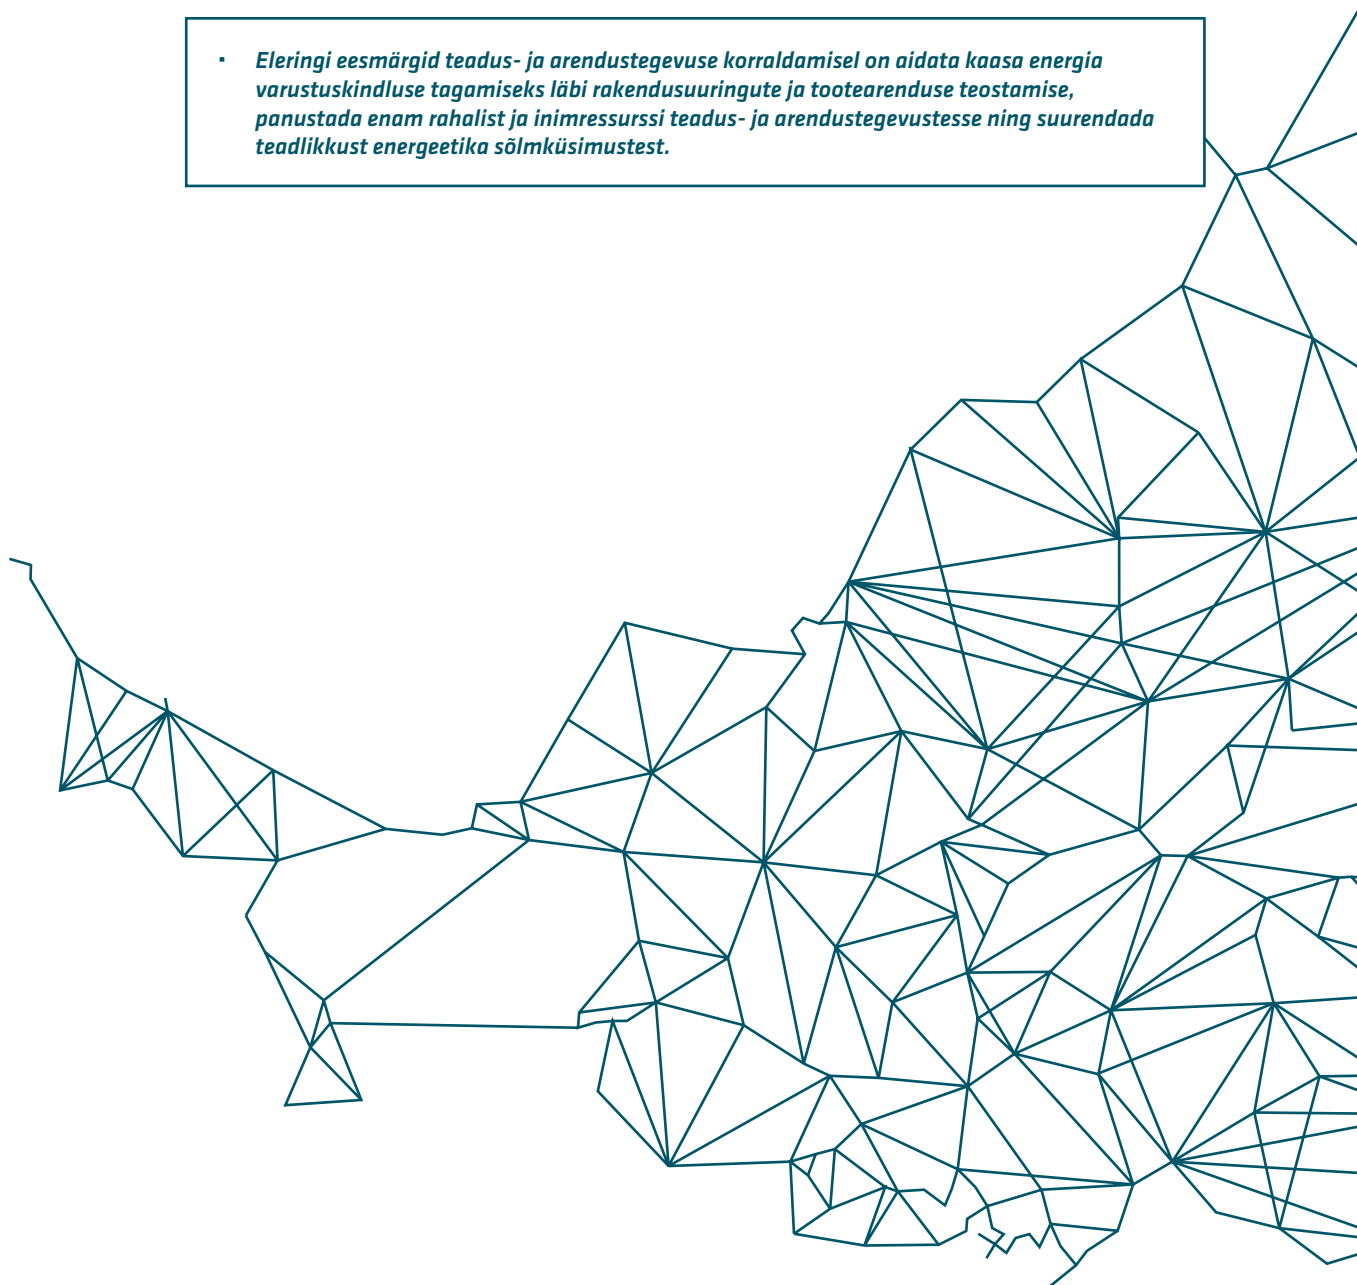 ▪ Eleringi eesmärgid teadus- ja arendustegevuse korraldamisel on aidata kaasa energia
varustuskindluse tagamiseks läbi rakendusuuringute ja tootearenduse teostamise,
panustada enam rahalist ja inimressurssi teadus- ja arendustegevustesse ning suurendada
teadlikkust energeetika sõlmküsimustest.